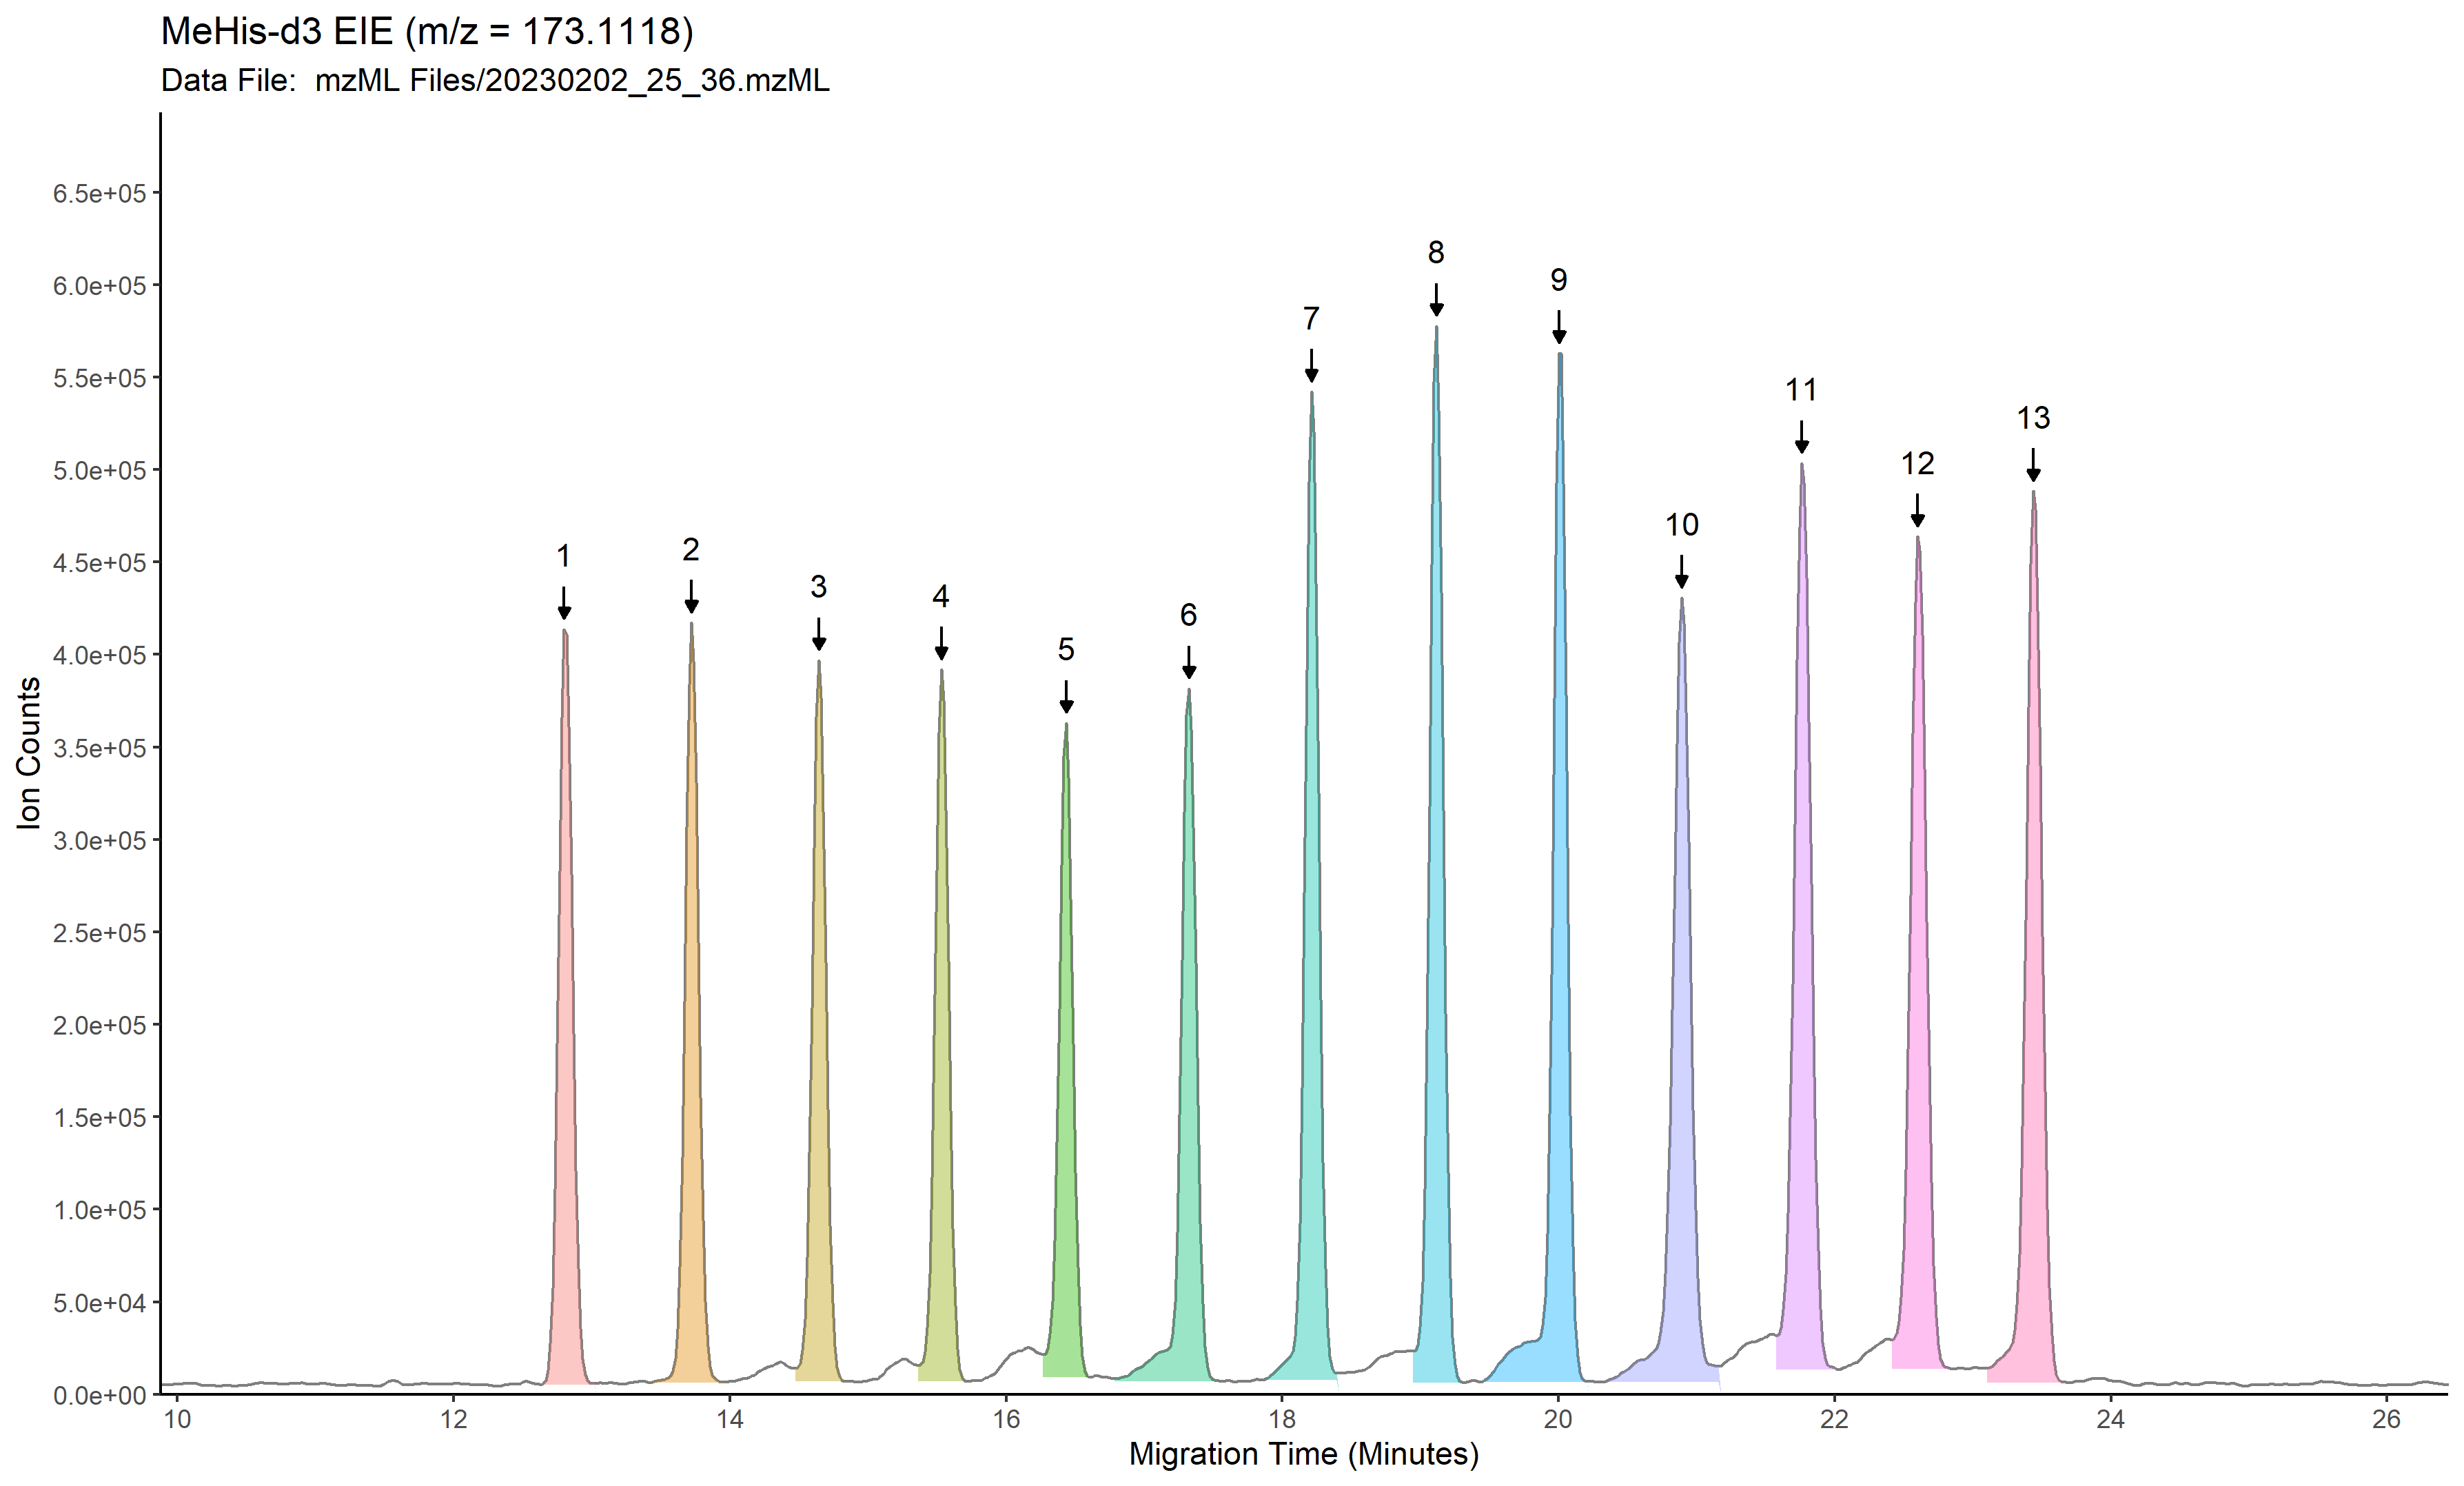 MeHis-d3 EIE (m/z = 173.1118)
Data File:  mzML Files/20230202_25_36.mzML
Ion Counts
6.5e+05
6.0e+05
5.5e+05
5.0e+05
4.5e+05
4.0e+05
3.5e+05
3.0e+05
2.5e+05
2.0e+05
1.5e+05
1.0e+05
5.0e+04
0.0e+00
1
2
3
4
5
6
7
8
9
10
11
12
13
10 12 14 16 18 20 22 24 26
Migration Time (Minutes)